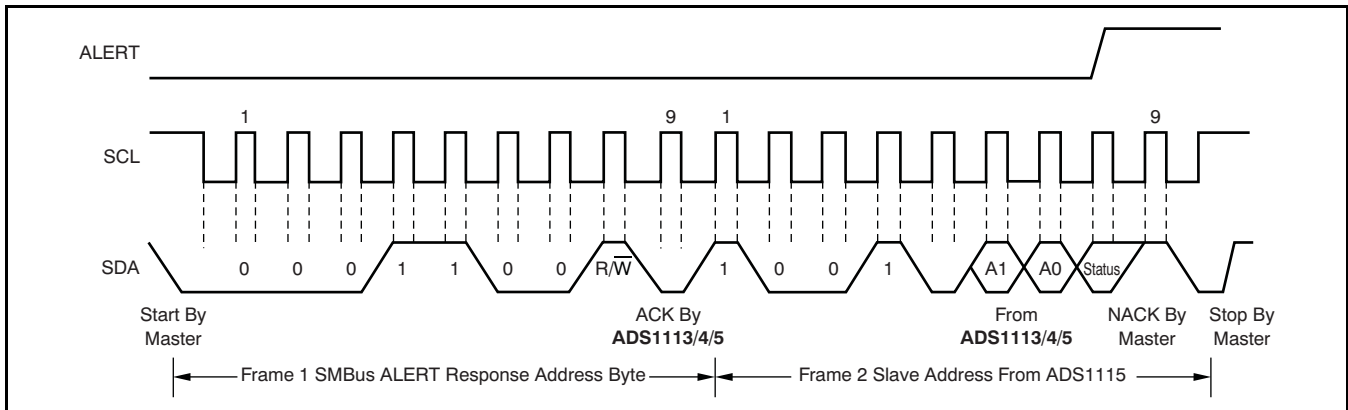 ALERT
1 9 1 9
SCL
SDA
0 0 0 1 1 0 0 R/W̅ 1 0 0 1 A1 A0 Status
Start By Master
ACK By ADS1113/4/5
From ADS1113/4/5
NACK By Master
Stop By Master
Frame 1 SMBus ALERT Response Address Byte
Frame 2 Slave Address From ADS1115